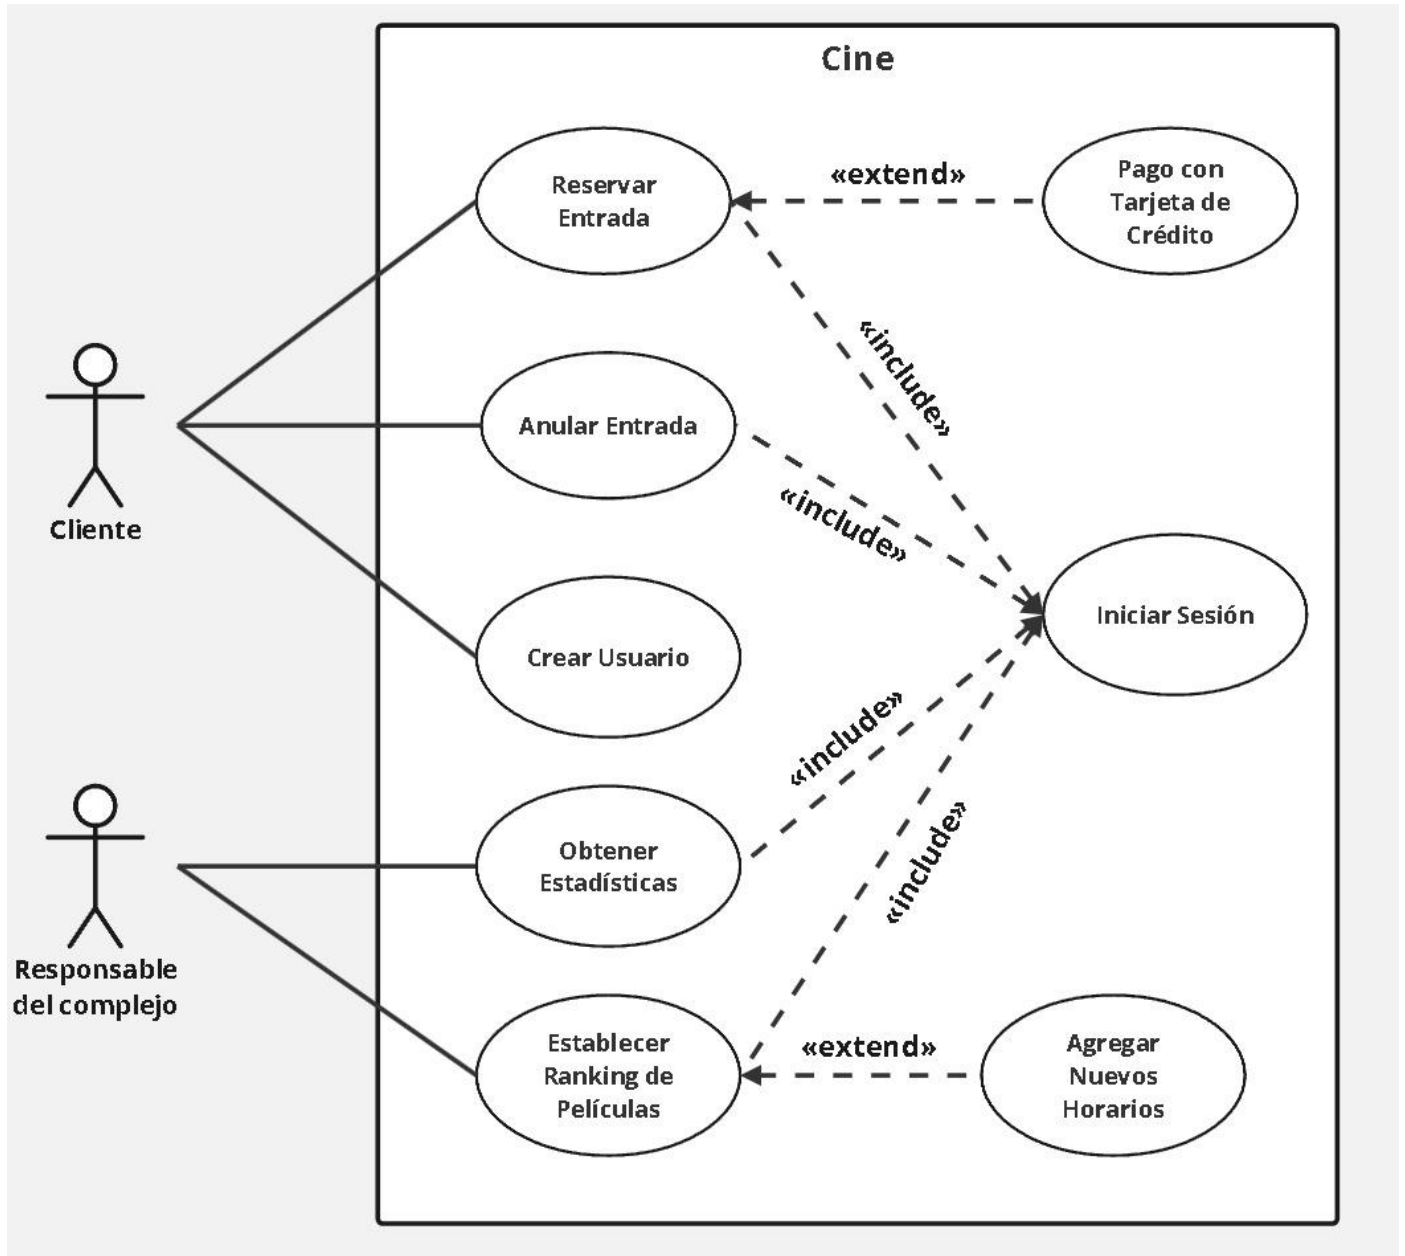 Cine
Reservar
Entrada
«extend»
Pago con
Tarjeta de
Crédito
«include»
Anular Entrada
«include»
Cliente
Iniciar Sesión
Crear Usuario
«include»
Obtener
Estadísticas
«include»
Responsable
del complejo
Establecer
Ranking de
Películas
«extend»
Agregar
Nuevos
Horarios